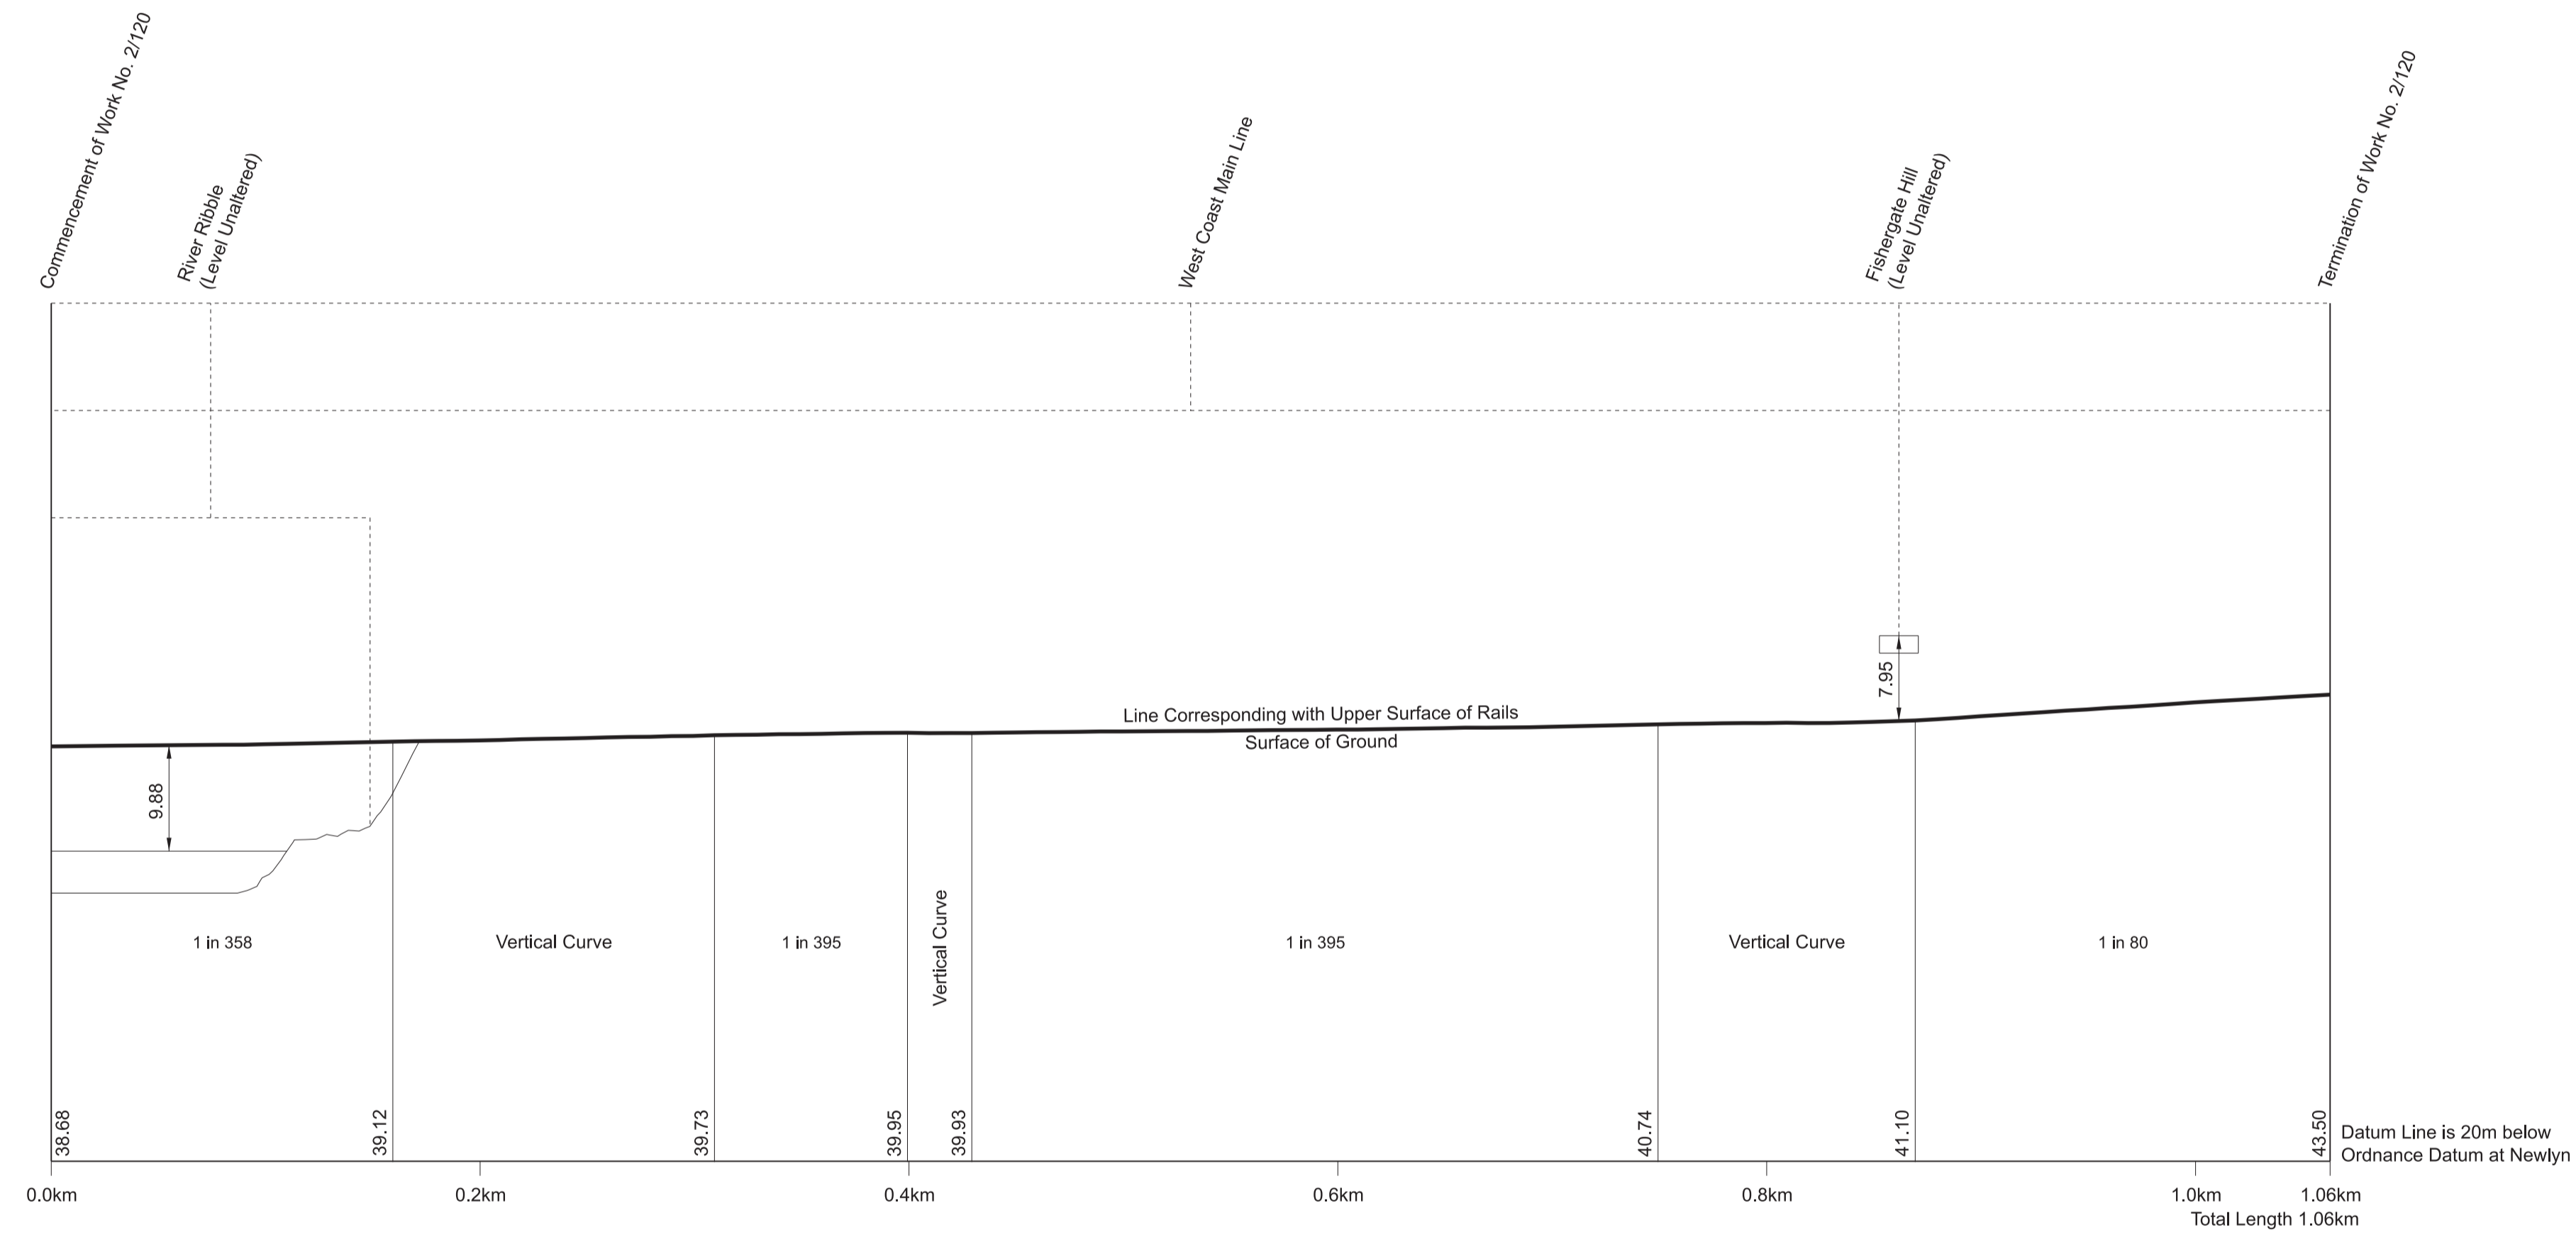 Commencement of Work No. 2/120
River Ribble
(Level Unaltered)
West Coast Main Line
Fishergate Hill
(Level Unaltered)
Termination of Work No. 2/120
7.95
Line Corresponding with Upper Surface of Rails
Surface of Ground
9.88
1 in 358
Vertical Curve
1 in 395
Vertical Curve
1 in 395
Vertical Curve
1 in 80
38.68
39.12
39.73
39.95
39.93
40.74
41.10
43.50
Datum Line is 20m below
Ordnance Datum at Newlyn
0.0km
0.2km
0.4km
0.6km
0.8km
1.0km
1.06km
Total Length 1.06km